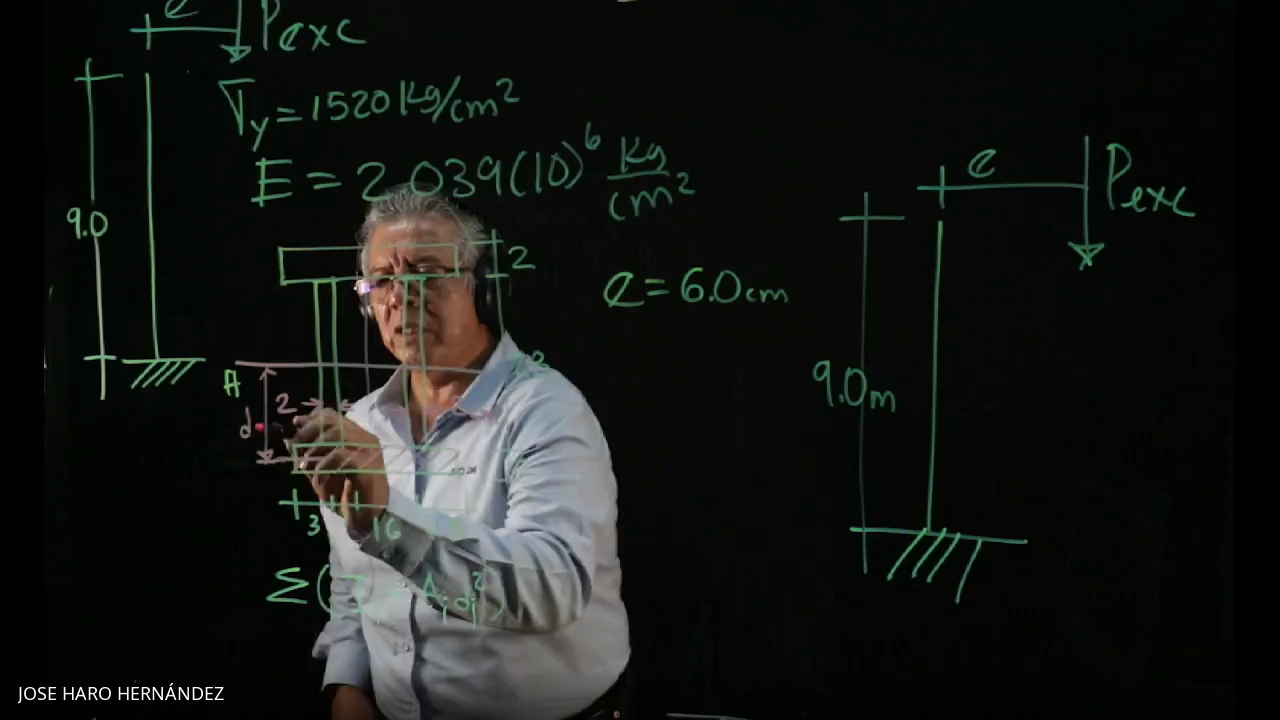 e
Pexc
σy = 1520 Kg/cm²
E = 2.039(10)⁶ Kg/cm²
9.0
2
e = 6.0cm
A
d
2
3
16
Σ(
e
Pexc
9.0m
JOSE HARO HERNÁNDEZ